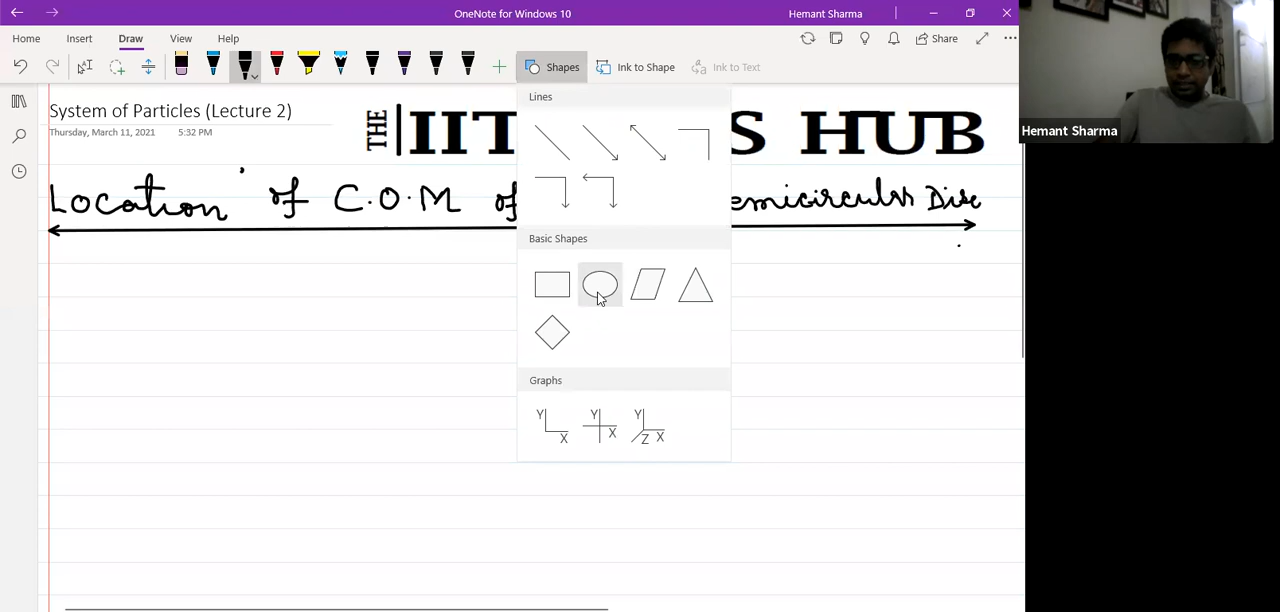 OneNote for Windows 10
Hemant Sharma
Home Insert Draw View Help
Share
Shapes Ink to Shape Ink to Text
System of Particles (Lecture 2)
Thursday, March 11, 2021 5:32 PM
THE IIT S HUB
Hemant Sharma
Location of C.O.M of emicirculs Disc
Lines
Basic Shapes
Graphs
Y X Y X Y Z X